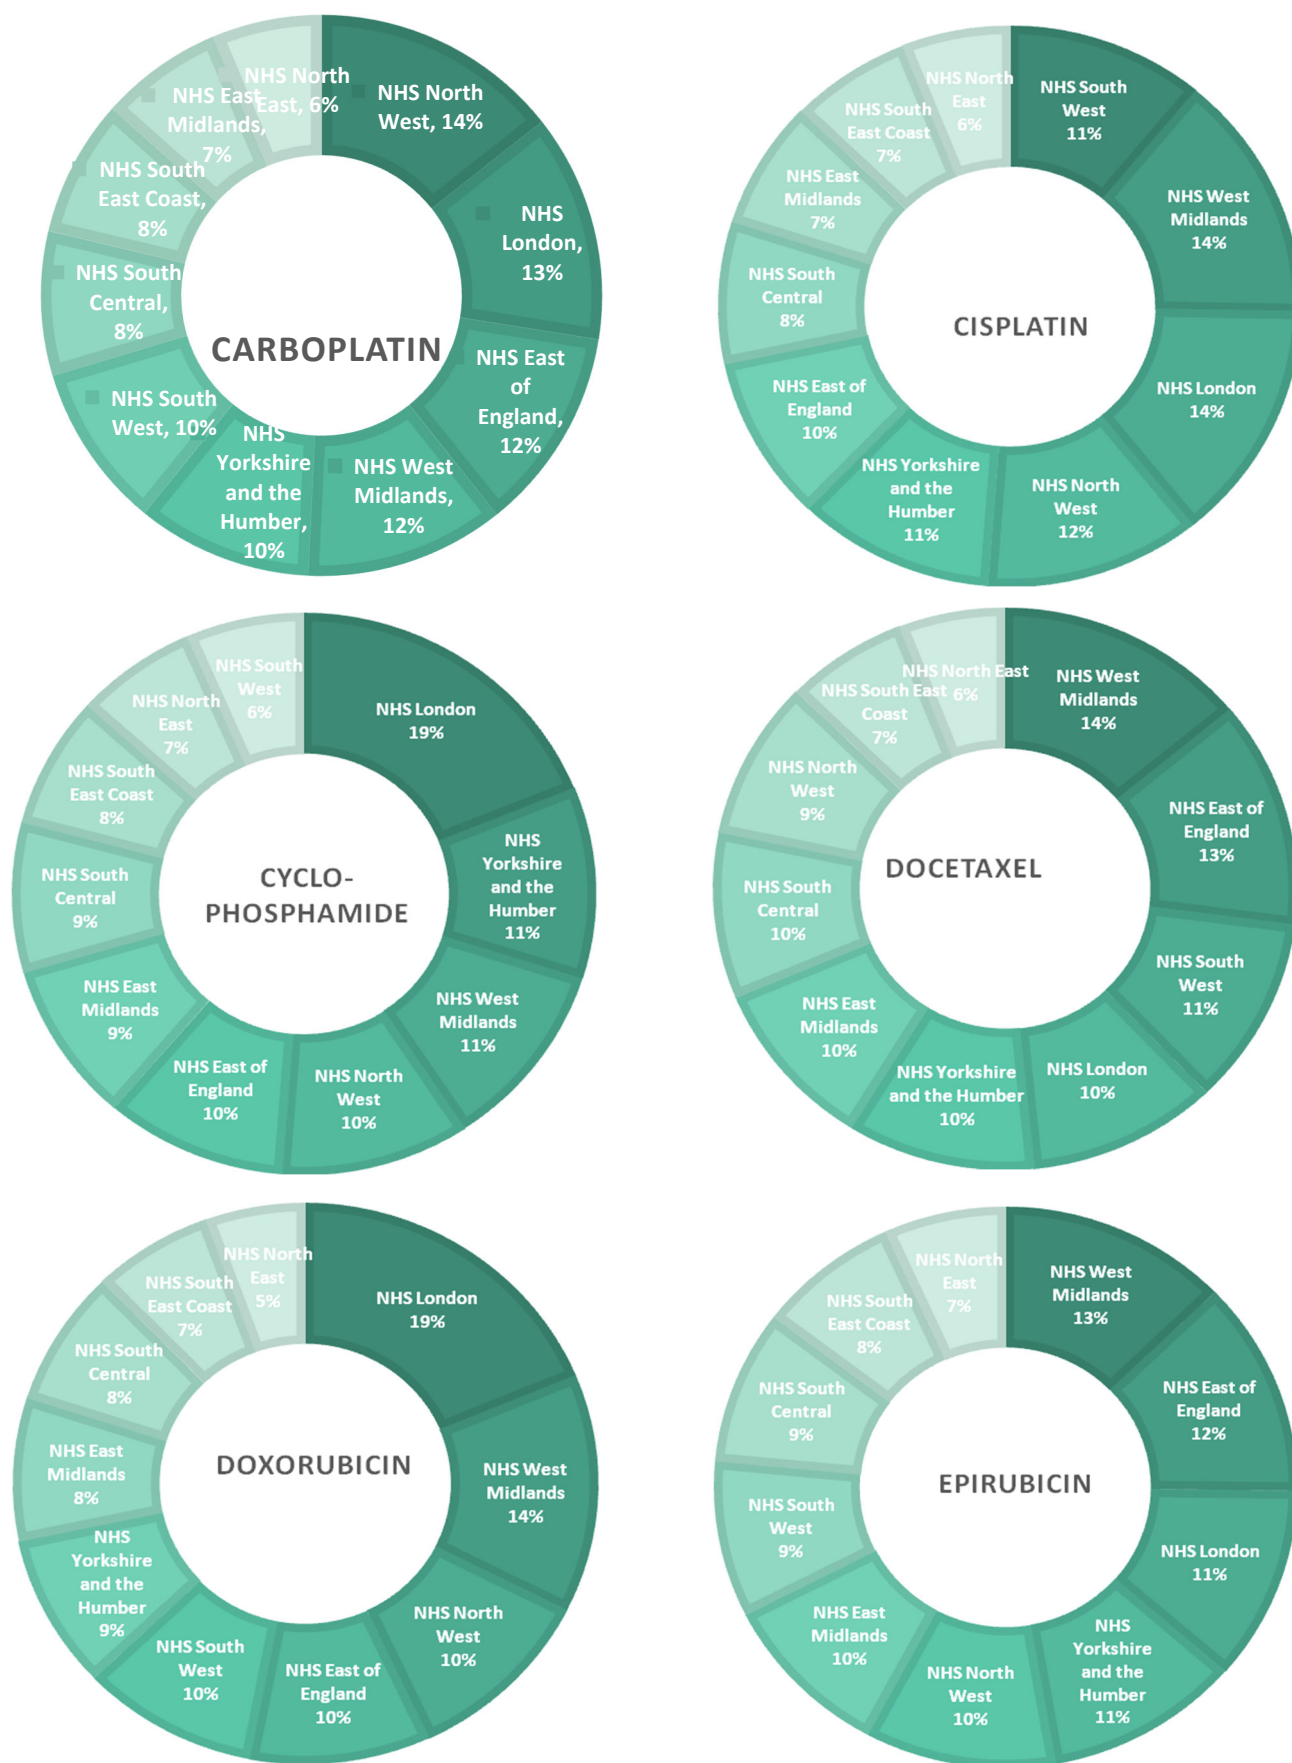 NHS North
West, 14%
NHS
London,
13%
NHS East
of
England,
12%
NHS West
Midlands,
12%
NHS
Yorkshire
and the
Humber,
10%
NHS South
West, 10%
NHS South
Central,
8%
NHS South
East Coast,
8%
NHS East
Midlands,
7%
NHS North
East, 6%
CARBOPLATIN
NHS South
West
11%
NHS West
Midlands
14%
NHS London
14%
NHS North
West
12%
NHS Yorkshire
and the
Humber
11%
NHS East of
England
10%
NHS South
Central
8%
NHS East
Midlands
7%
NHS South
East Coast
7%
NHS North
East
6%
CISPLATIN
NHS London
19%
NHS
Yorkshire
and the
Humber
11%
NHS West
Midlands
11%
NHS North
West
10%
NHS East of
England
10%
NHS East
Midlands
9%
NHS South
Central
9%
NHS South
East Coast
8%
NHS North
East
7%
NHS South
West
6%
CYCLO-
PHOSPHAMIDE
NHS West
Midlands
14%
NHS East of
England
13%
NHS South
West
11%
NHS London
10%
NHS Yorkshire
and the Humber
10%
NHS East
Midlands
10%
NHS South
Central
10%
NHS North
West
9%
NHS South East
Coast
7%
NHS North East
6%
DOCETAXEL
NHS London
19%
NHS West
Midlands
14%
NHS North
West
10%
NHS East of
England
10%
NHS South
West
10%
NHS
Yorkshire
and the
Humber
9%
NHS East
Midlands
8%
NHS South
Central
8%
NHS South
East Coast
7%
NHS North
East
5%
DOXORUBICIN
NHS West
Midlands
13%
NHS East of
England
12%
NHS London
11%
NHS
Yorkshire
and the
Humber
11%
NHS North
West
10%
NHS East
Midlands
10%
NHS South
West
9%
NHS South
Central
9%
NHS South
East Coast
8%
NHS North
East
7%
EPIRUBICIN